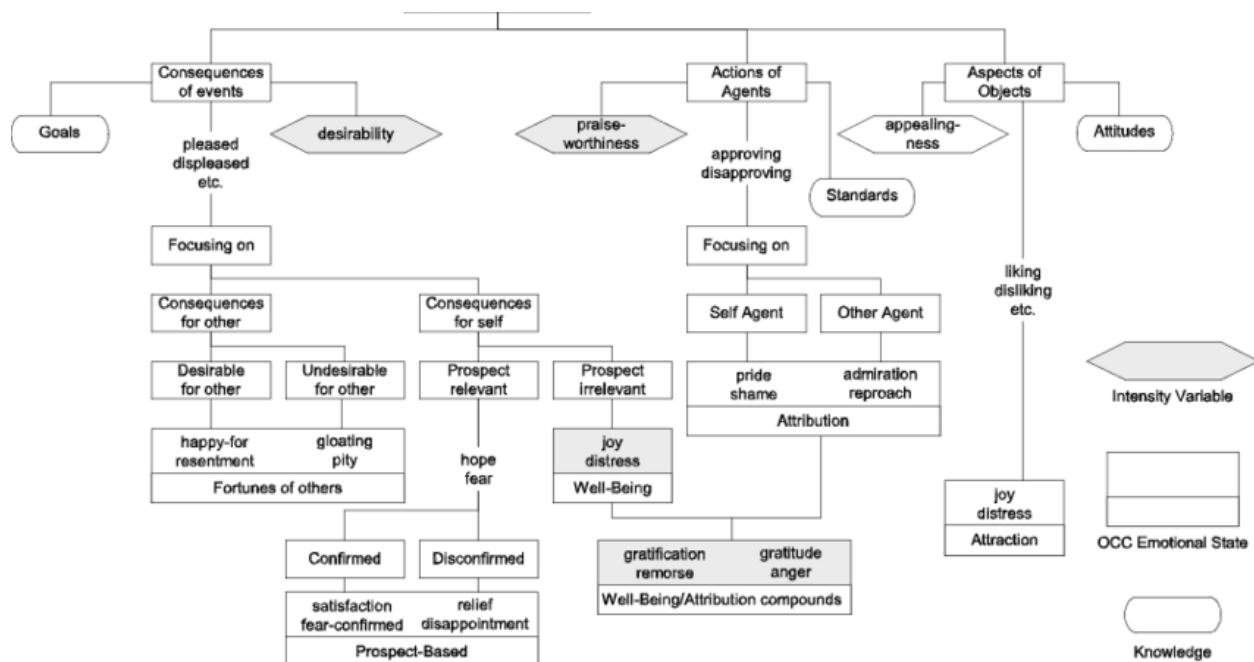 Consequences
of events
Actions of
Agents
Aspects of
Objects
Goals
desirability
praise-
worthiness
appealing-
ness
Attitudes
pleased
displeased
etc.
approving
disapproving
Standards
Focusing on
Focusing on
liking
disliking
etc.
Consequences
for other
Consequences
for self
Self Agent
Other Agent
Desirable
for other
Undesirable
for other
Prospect
relevant
Prospect
irrelevant
pride
shame
admiration
reproach
Attribution
Intensity Variable
happy-for
resentment
gloating
pity
Fortunes of others
hope
fear
joy
distress
Well-Being
joy
distress
Attraction
OCC Emotional State
Confirmed
Disconfirmed
gratification
remorse
gratitude
anger
Well-Being/Attribution compounds
satisfaction
fear-confirmed
relief
disappointment
Prospect-Based
Knowledge